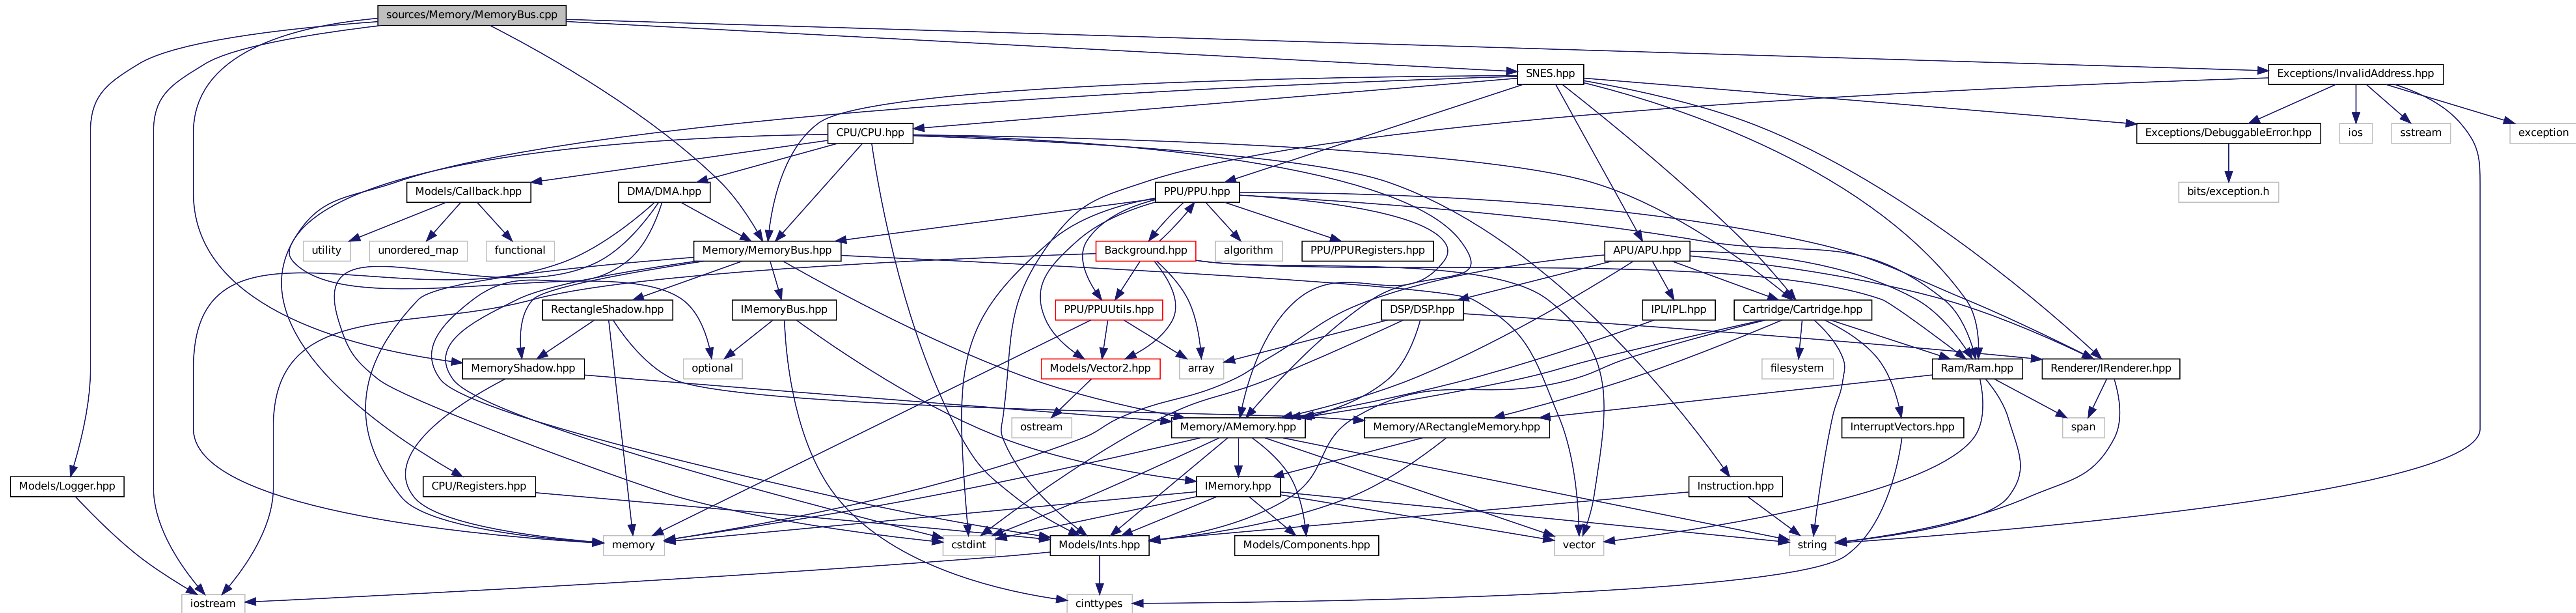 sources/Memory/MemoryBus.cpp
SNES.hpp
Exceptions/InvalidAddress.hpp
CPU/CPU.hpp
Exceptions/DebuggableError.hpp
ios
sstream
exception
Models/Callback.hpp
DMA/DMA.hpp
PPU/PPU.hpp
bits/exception.h
utility
unordered_map
functional
Memory/MemoryBus.hpp
Background.hpp
algorithm
PPU/PPURegisters.hpp
APU/APU.hpp
RectangleShadow.hpp
IMemoryBus.hpp
PPU/PPUUtils.hpp
DSP/DSP.hpp
IPL/IPL.hpp
Cartridge/Cartridge.hpp
MemoryShadow.hpp
optional
Models/Vector2.hpp
array
filesystem
Ram/Ram.hpp
Renderer/IRenderer.hpp
ostream
Memory/AMemory.hpp
Memory/ARectangleMemory.hpp
InterruptVectors.hpp
span
Models/Logger.hpp
CPU/Registers.hpp
IMemory.hpp
Instruction.hpp
memory
cstdint
Models/Ints.hpp
Models/Components.hpp
vector
string
iostream
cinttypes